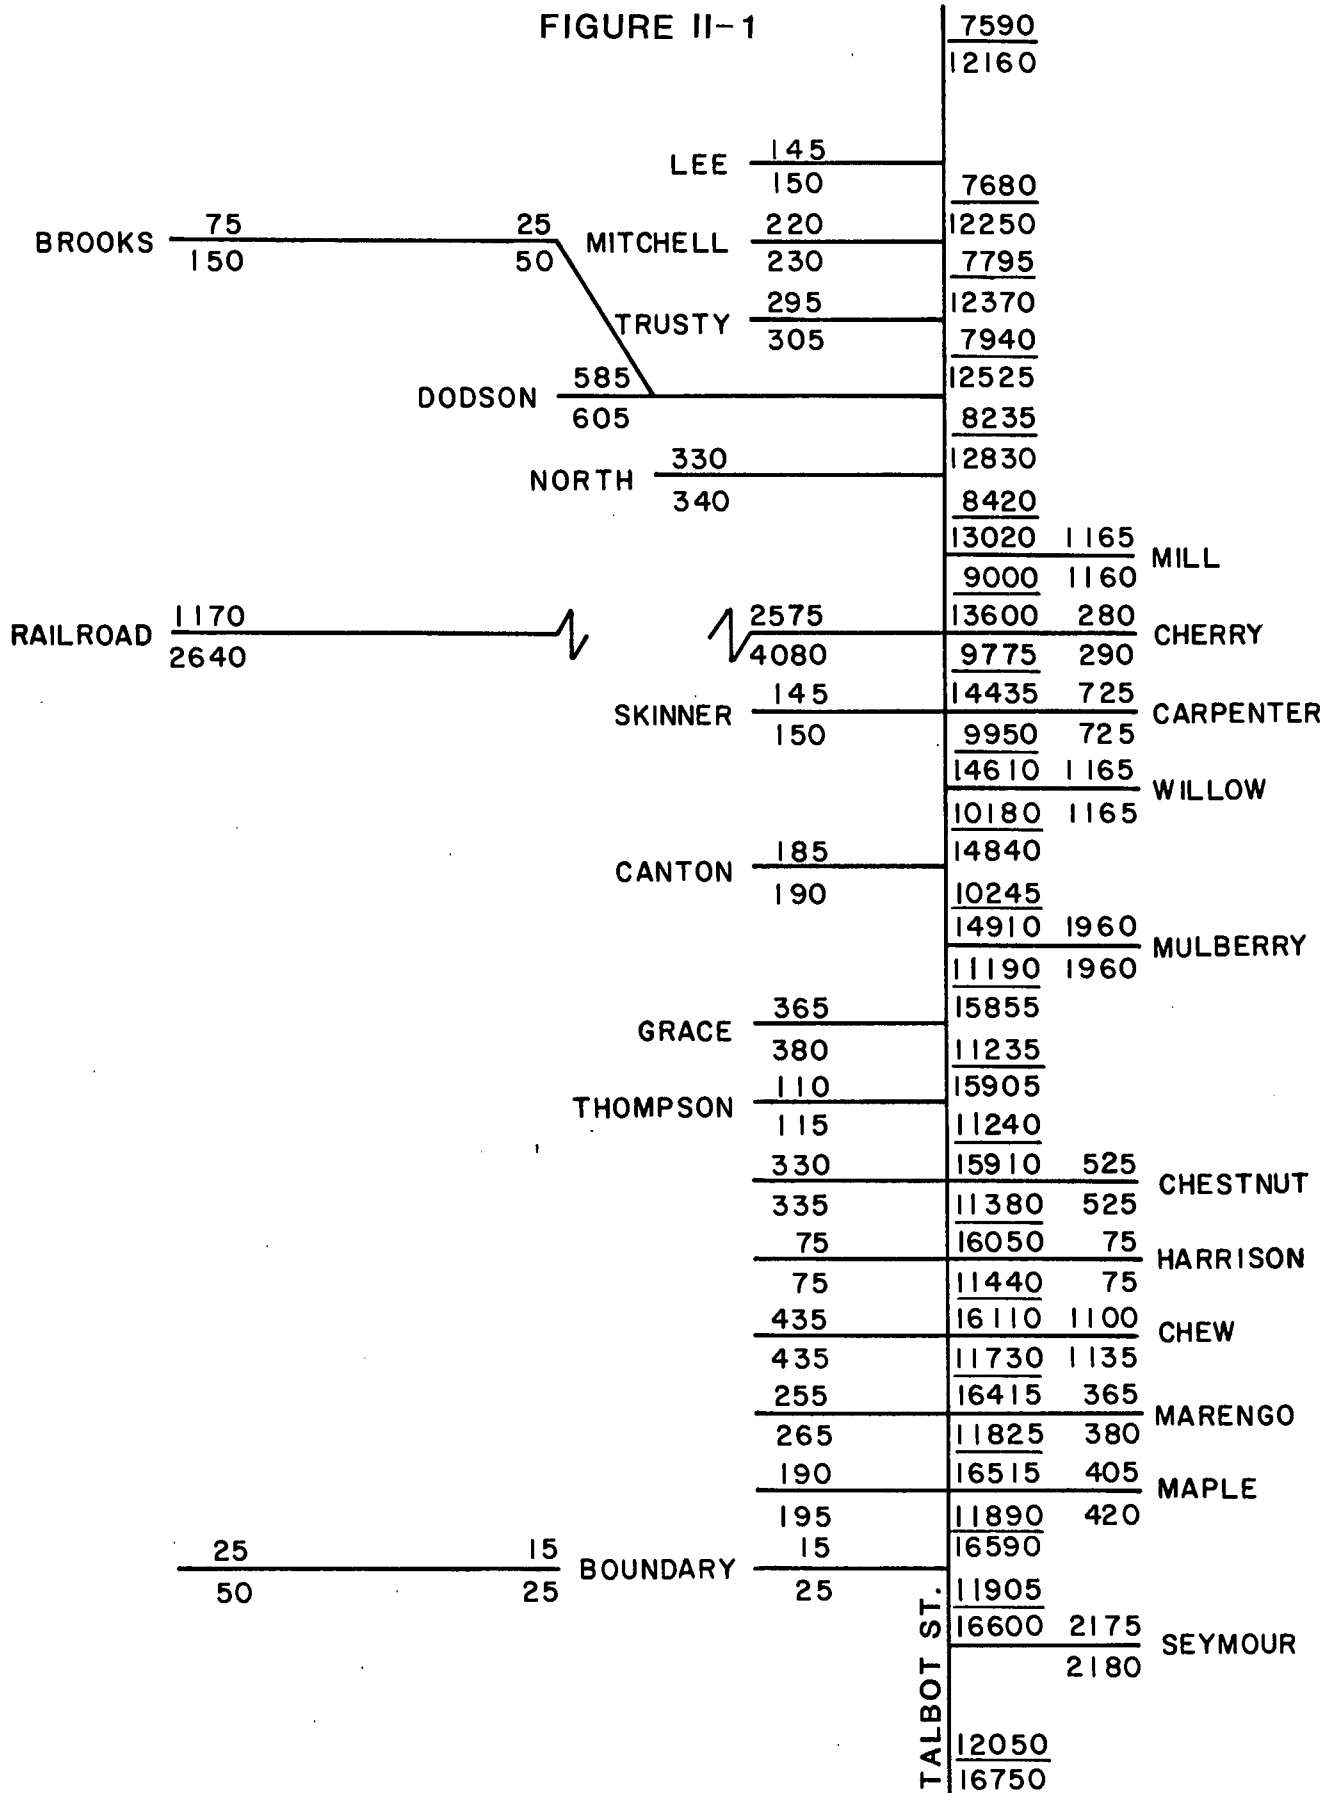 FIGURE II-1
7590
12160
LEE 145
150
7680
12250
BROOKS 75 25
150 50
MITCHELL 220
230
7795
12370
TRUSTY 295
305
7940
12525
DODSON 585
605
8235
12830
NORTH 330
340
8420
13020 1165
MILL
9000 1160
RAILROAD 1170 2575 13600 280 CHERRY
2640 4080 9775 290
SKINNER 145 14435 725 CARPENTER
150 9950 725
14610 1165
WILLOW
10180 1165
CANTON 185 14840
190 10245
14910 1960
MULBERRY
11190 1960
GRACE 365 15855
380 11235
THOMPSON 110 15905
115 11240
330 15910 525
CHESTNUT
335 11380 525
75 16050 75
HARRISON
75 11440 75
435 16110 1100
CHEW
435 11730 1135
255 16415 365
MARENGO
265 11825 380
190 16515 405
MAPLE
195 11890 420
25 15 BOUNDARY 15 16590
50 25 25 11905
16600 2175
SEYMOUR
2180
TALBOT ST.
12050
16750